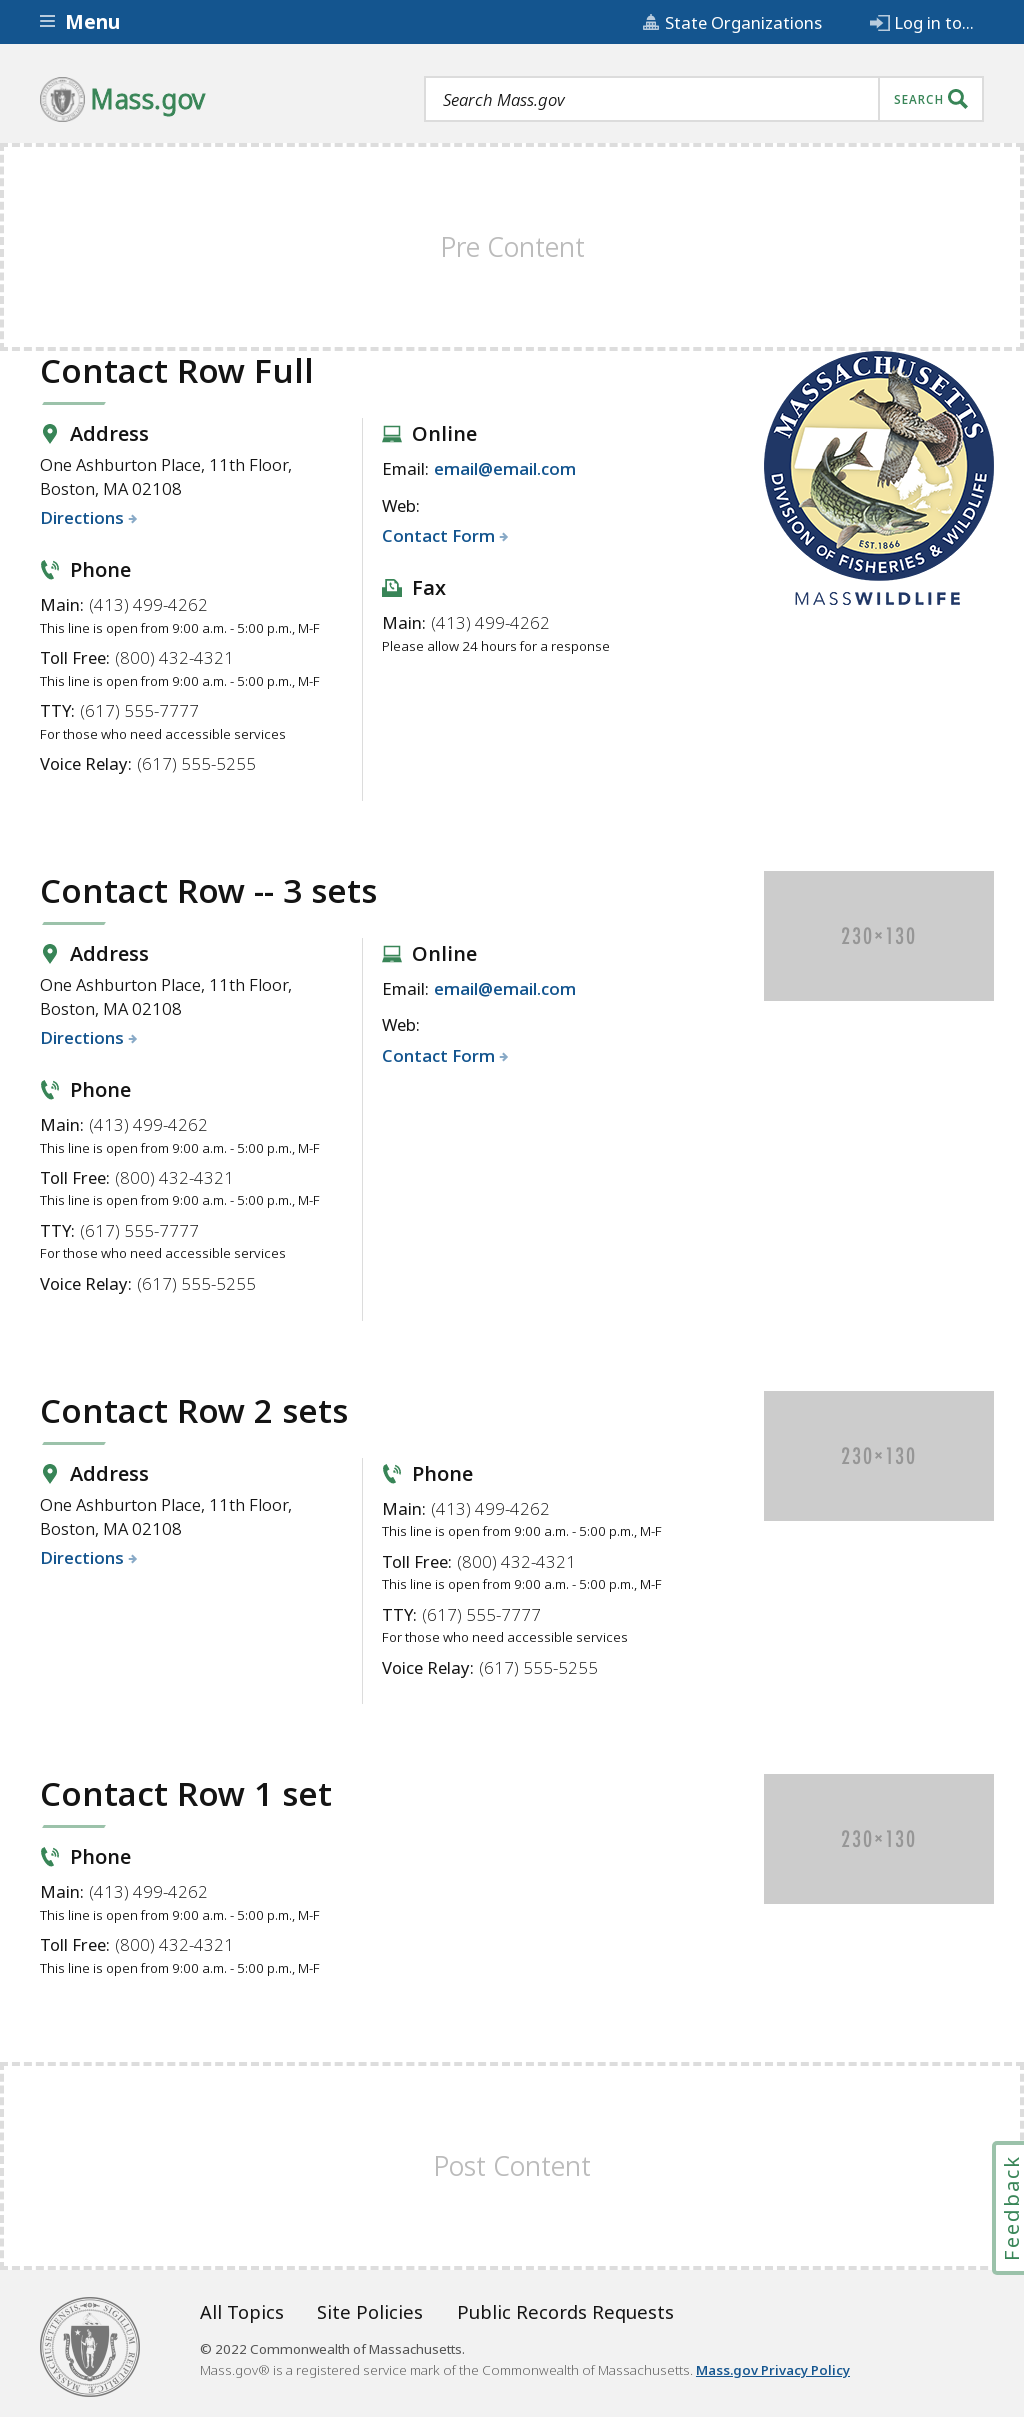 Menu
State Organizations
Log in to...
Mass.gov
Search Mass.gov
SEARCH
Pre Content
Contact Row Full
Address
One Ashburton Place, 11th Floor,
Boston, MA 02108
Directions
Phone
Main: (413) 499-4262
This line is open from 9:00 a.m. - 5:00 p.m., M-F
Toll Free: (800) 432-4321
This line is open from 9:00 a.m. - 5:00 p.m., M-F
TTY: (617) 555-7777
For those who need accessible services
Voice Relay: (617) 555-5255
Online
Email: email@email.com
Web:
Contact Form
Fax
Main: (413) 499-4262
Please allow 24 hours for a response
MASSACHUSETTS
DIVISION OF FISHERIES & WILDLIFE
EST.1866
MASSWILDLIFE
Contact Row -- 3 sets
Address
One Ashburton Place, 11th Floor,
Boston, MA 02108
Directions
Phone
Main: (413) 499-4262
This line is open from 9:00 a.m. - 5:00 p.m., M-F
Toll Free: (800) 432-4321
This line is open from 9:00 a.m. - 5:00 p.m., M-F
TTY: (617) 555-7777
For those who need accessible services
Voice Relay: (617) 555-5255
Online
Email: email@email.com
Web:
Contact Form
230×130
Contact Row 2 sets
Address
One Ashburton Place, 11th Floor,
Boston, MA 02108
Directions
Phone
Main: (413) 499-4262
This line is open from 9:00 a.m. - 5:00 p.m., M-F
Toll Free: (800) 432-4321
This line is open from 9:00 a.m. - 5:00 p.m., M-F
TTY: (617) 555-7777
For those who need accessible services
Voice Relay: (617) 555-5255
230×130
Contact Row 1 set
Phone
Main: (413) 499-4262
This line is open from 9:00 a.m. - 5:00 p.m., M-F
Toll Free: (800) 432-4321
This line is open from 9:00 a.m. - 5:00 p.m., M-F
230×130
Post Content
Feedback
All Topics
Site Policies
Public Records Requests
© 2022 Commonwealth of Massachusetts.
Mass.gov® is a registered service mark of the Commonwealth of Massachusetts. Mass.gov Privacy Policy